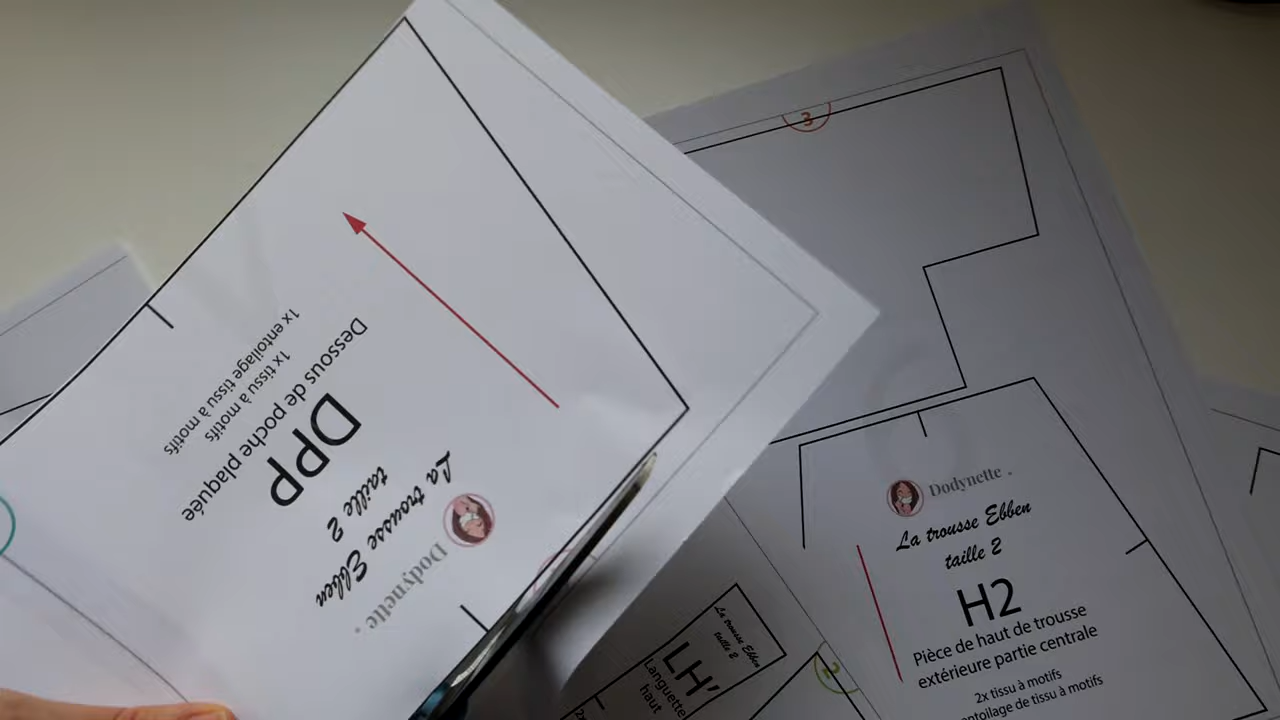 Dodynette.
La trousse Ebben
taille 2
DPP
Dessous de poche plaquée
1x tissu à motifs
1x entoilage tissu à motifs
3
Dodynette.
La trousse Ebben
taille 2
H2
Pièce de haut de trousse
extérieure partie centrale
2x tissu à motifs
entoilage de tissu à motifs
La trousse Ebben
taille 2
LH'
Languette
haut